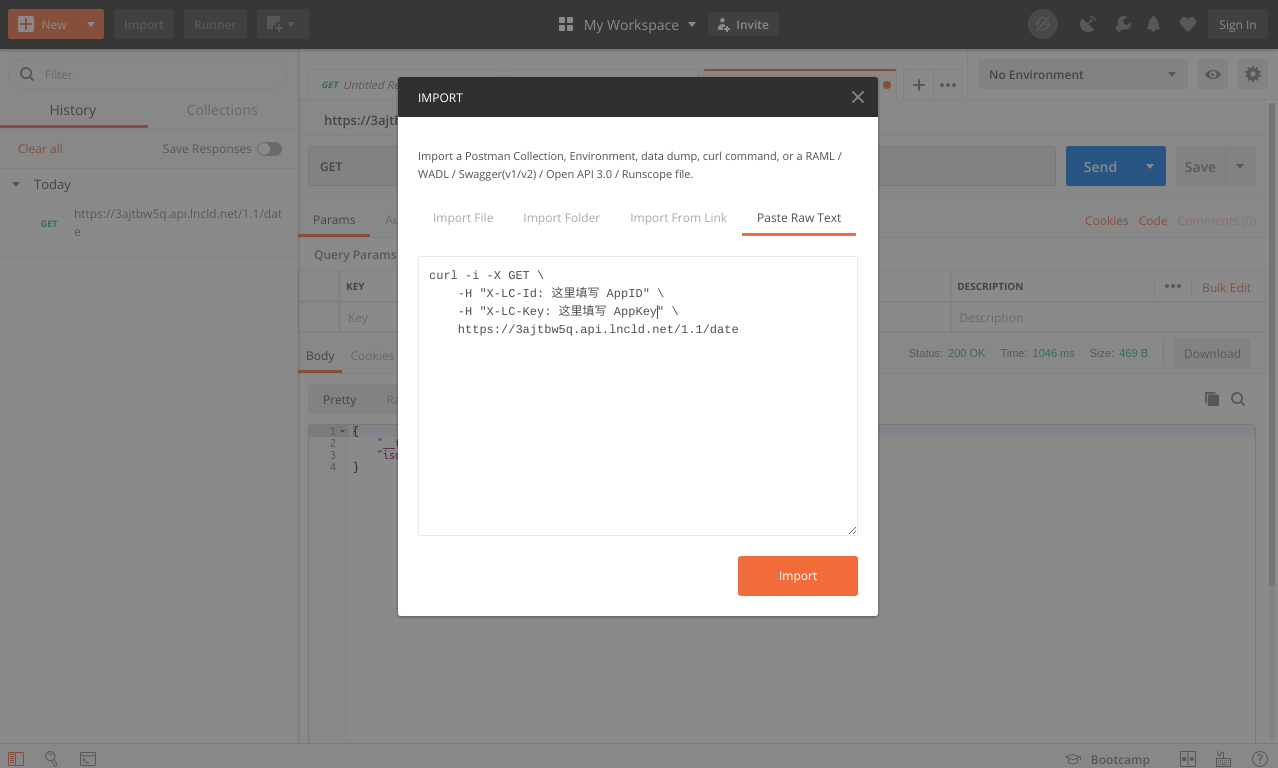 New
Import
Runner
My Workspace
Invite
Sign In
Filter
GET Untitled Re
No Environment
History
Collections
https://3ajtb
Clear all
Save Responses
GET
Send
Save
Today
GET
https://3ajtbw5q.api.lncld.net/1.1/dat
e
Params
Au
Cookies
Code
Comments (0)
Query Params
KEY
DESCRIPTION
Bulk Edit
Key
Description
Body
Cookies
Status: 200 OK
Time: 1046 ms
Size: 469 B
Download
Pretty
Ra
1 {
2 "__t
3 "iso
4 }
IMPORT
Import a Postman Collection, Environment, data dump, curl command, or a RAML /
WADL / Swagger(v1/v2) / Open API 3.0 / Runscope file.
Import File
Import Folder
Import From Link
Paste Raw Text
curl -i -X GET \
-H "X-LC-Id: 这里填写 AppID" \
-H "X-LC-Key: 这里填写 AppKey" \
https://3ajtbw5q.api.lncld.net/1.1/date
Import
Bootcamp